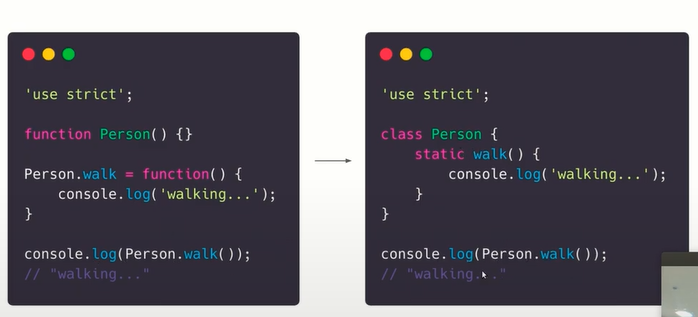 'use strict';
function Person() {}
Person.walk = function() {
console.log('walking...');
}
console.log(Person.walk());
// "walking..."
'use strict';
class Person {
static walk() {
console.log('walking...');
}
}
console.log(Person.walk());
// "walking..."